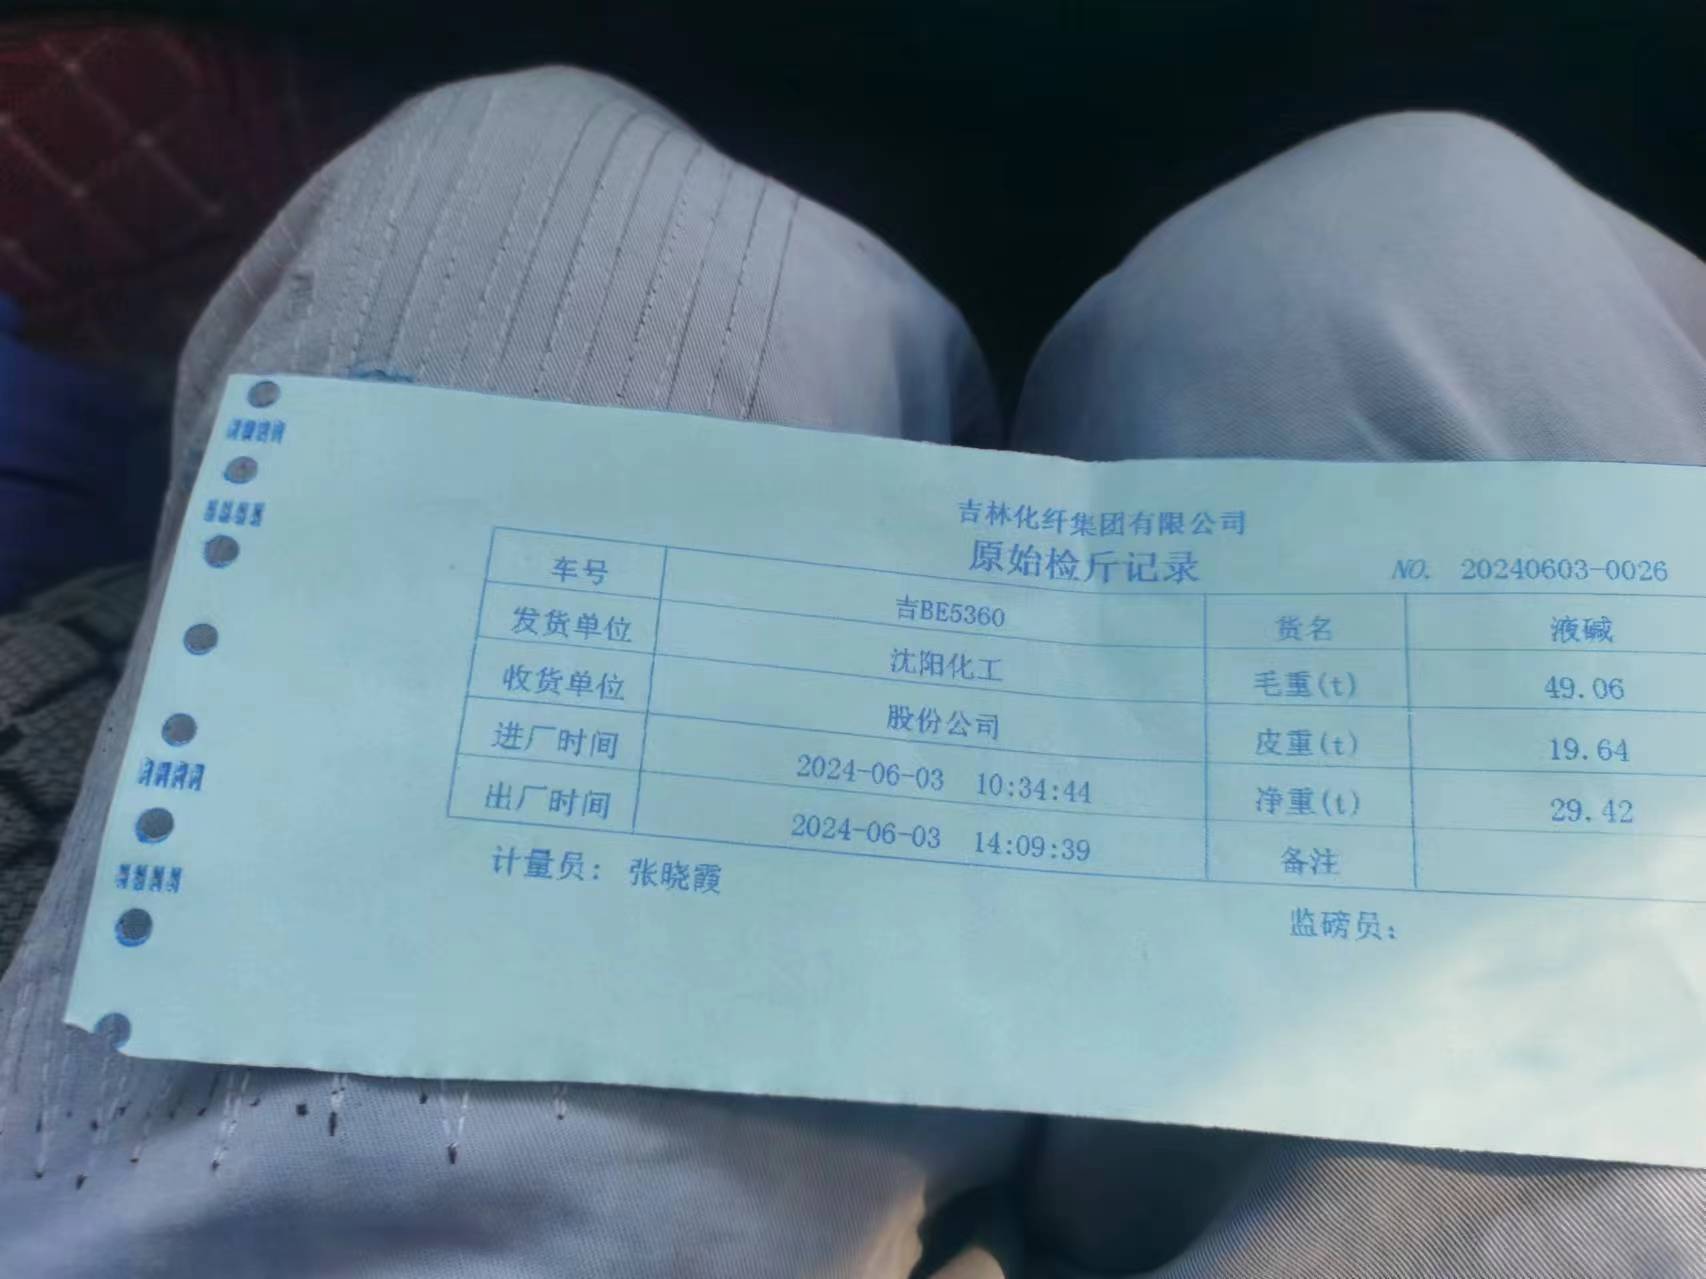 吉林化纤集团有限公司
原始检斤记录
NO. 20240603-0026
车号 吉BE5360 货名 液碱
发货单位 沈阳化工 毛重(t) 49.06
收货单位 股份公司 皮重(t) 19.64
进厂时间 2024-06-03 10:34:44 净重(t) 29.42
出厂时间 2024-06-03 14:09:39 备注
计量员: 张晓霞 监磅员: